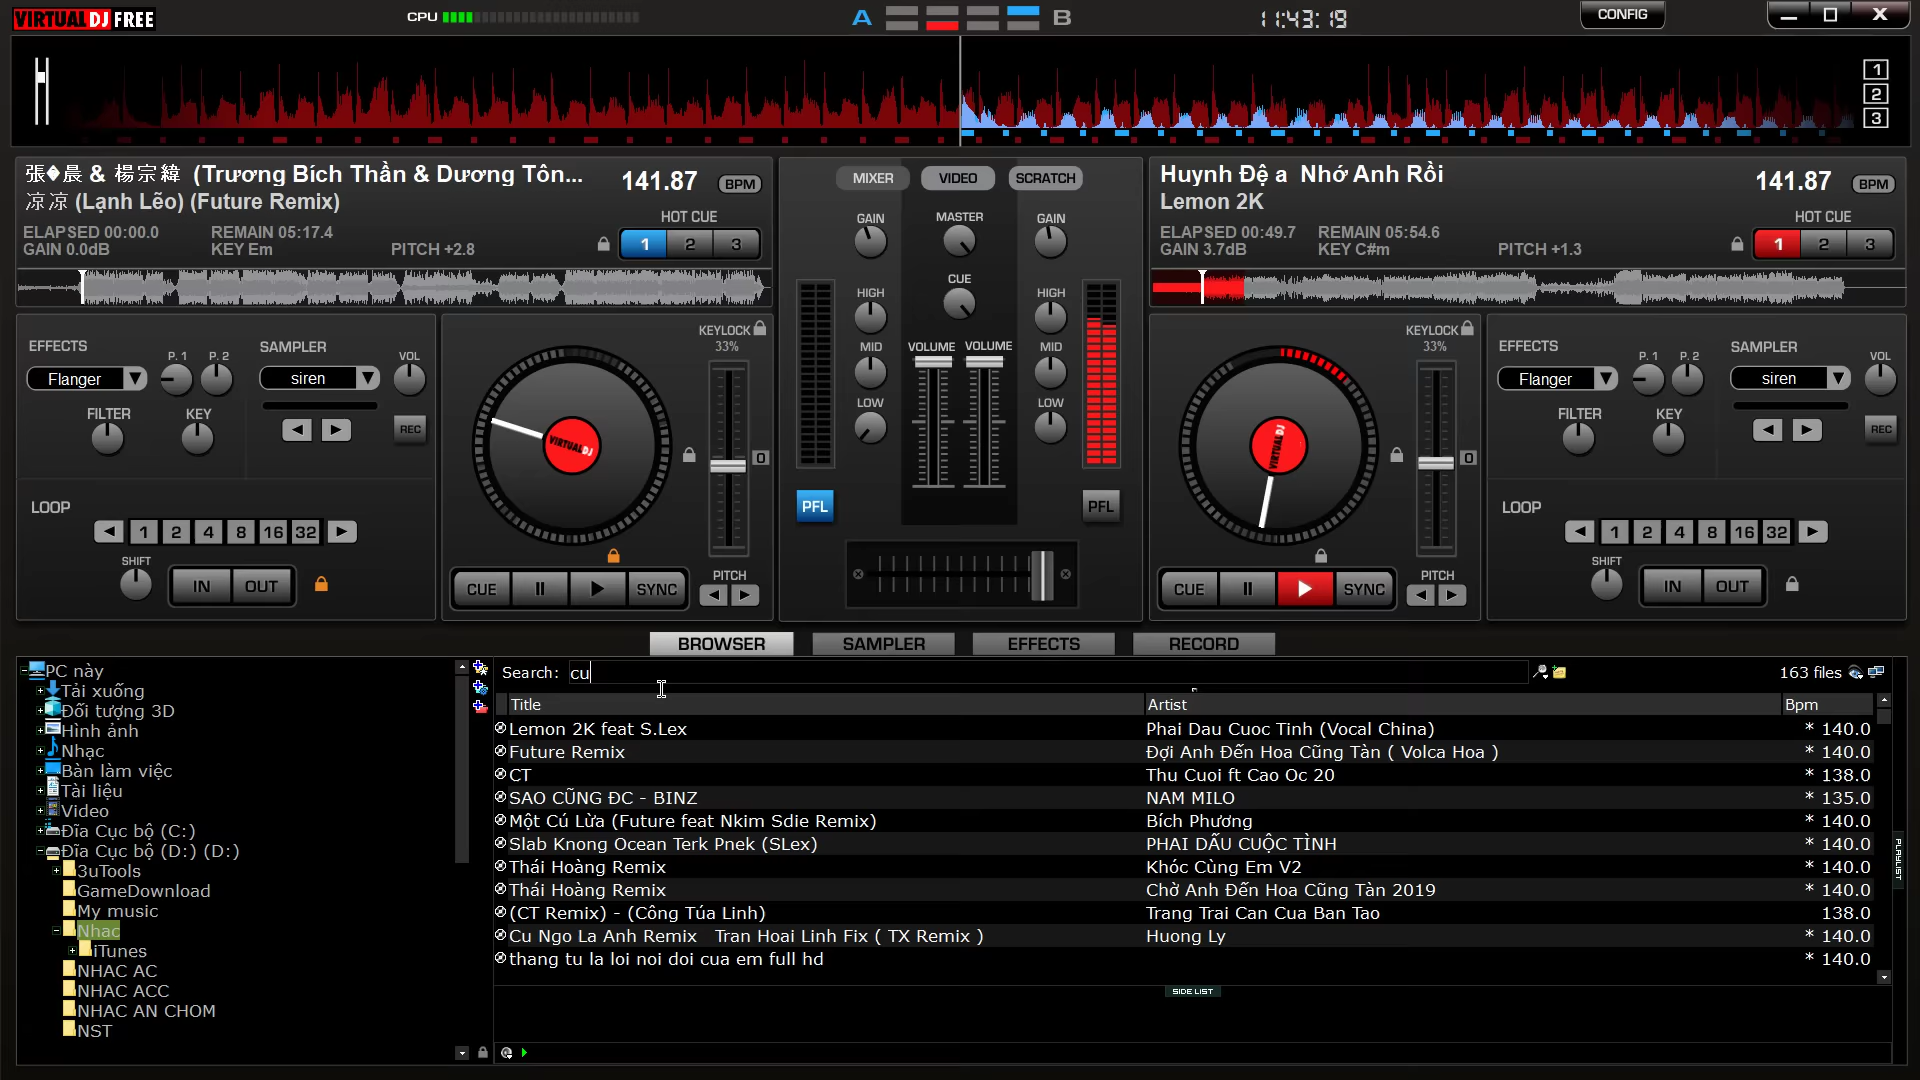 VIRTUAL DJ FREE
CPU
A B
11:43:19
CONFIG
1
2
3
& 楊宗緯 (Trương Bích Thần & Dương Tôn...
凉凉 (Lạnh Lẽo) (Future Remix)
141.87 BPM
HOT CUE
ELAPSED 00:00.0 REMAIN 05:17.4
GAIN 0.0dB KEY Em PITCH +2.8
1 2 3
MIXER VIDEO SCRATCH
GAIN MASTER GAIN
CUE
HIGH HIGH
VOLUME VOLUME
MID MID
LOW LOW
PFL PFL
Huynh Đệ a Nhớ Anh Rồi
Lemon 2K
141.87 BPM
HOT CUE
ELAPSED 00:49.7 REMAIN 05:54.6
GAIN 3.7dB KEY C#m PITCH +1.3
1 2 3
EFFECTS P. 1 P. 2 SAMPLER VOL
Flanger siren
FILTER KEY REC
LOOP
1 2 4 8 16 32
SHIFT IN OUT
KEYLOCK
33%
0
VIRTUAL DJ
CUE SYNC PITCH
KEYLOCK
33%
0
VIRTUAL DJ
CUE SYNC PITCH
EFFECTS P. 1 P. 2 SAMPLER VOL
Flanger siren
FILTER KEY REC
LOOP
1 2 4 8 16 32
SHIFT IN OUT
BROWSER SAMPLER EFFECTS RECORD
PC này
Tải xuống
Đối tượng 3D
Hình ảnh
Nhạc
Bàn làm việc
Tài liệu
Video
Đĩa Cục bộ (C:)
Đĩa Cục bộ (D:) (D:)
3uTools
GameDownload
My music
Nhac
iTunes
NHAC AC
NHAC ACC
NHAC AN CHOM
NST
Search: cu 163 files
Title Artist Bpm
Lemon 2K feat S.Lex Phai Dau Cuoc Tinh (Vocal China) * 140.0
Future Remix Đợi Anh Đến Hoa Cũng Tàn ( Volca Hoa ) * 140.0
CT Thu Cuoi ft Cao Oc 20 * 138.0
SAO CŨNG ĐC - BINZ NAM MILO * 135.0
Một Cú Lừa (Future feat Nkim Sdie Remix) Bích Phương * 140.0
Slab Knong Ocean Terk Pnek (SLex) PHAI DẤU CUỘC TÌNH * 140.0
Thái Hoàng Remix Khóc Cùng Em V2 * 140.0
Thái Hoàng Remix Chờ Anh Đến Hoa Cũng Tàn 2019 * 140.0
(CT Remix) - (Công Túa Linh) Trang Trai Can Cua Ban Tao 138.0
Cu Ngo La Anh Remix Tran Hoai Linh Fix ( TX Remix ) Huong Ly * 140.0
thang tu la loi noi doi cua em full hd * 140.0
SIDE LIST
PLAYLIST